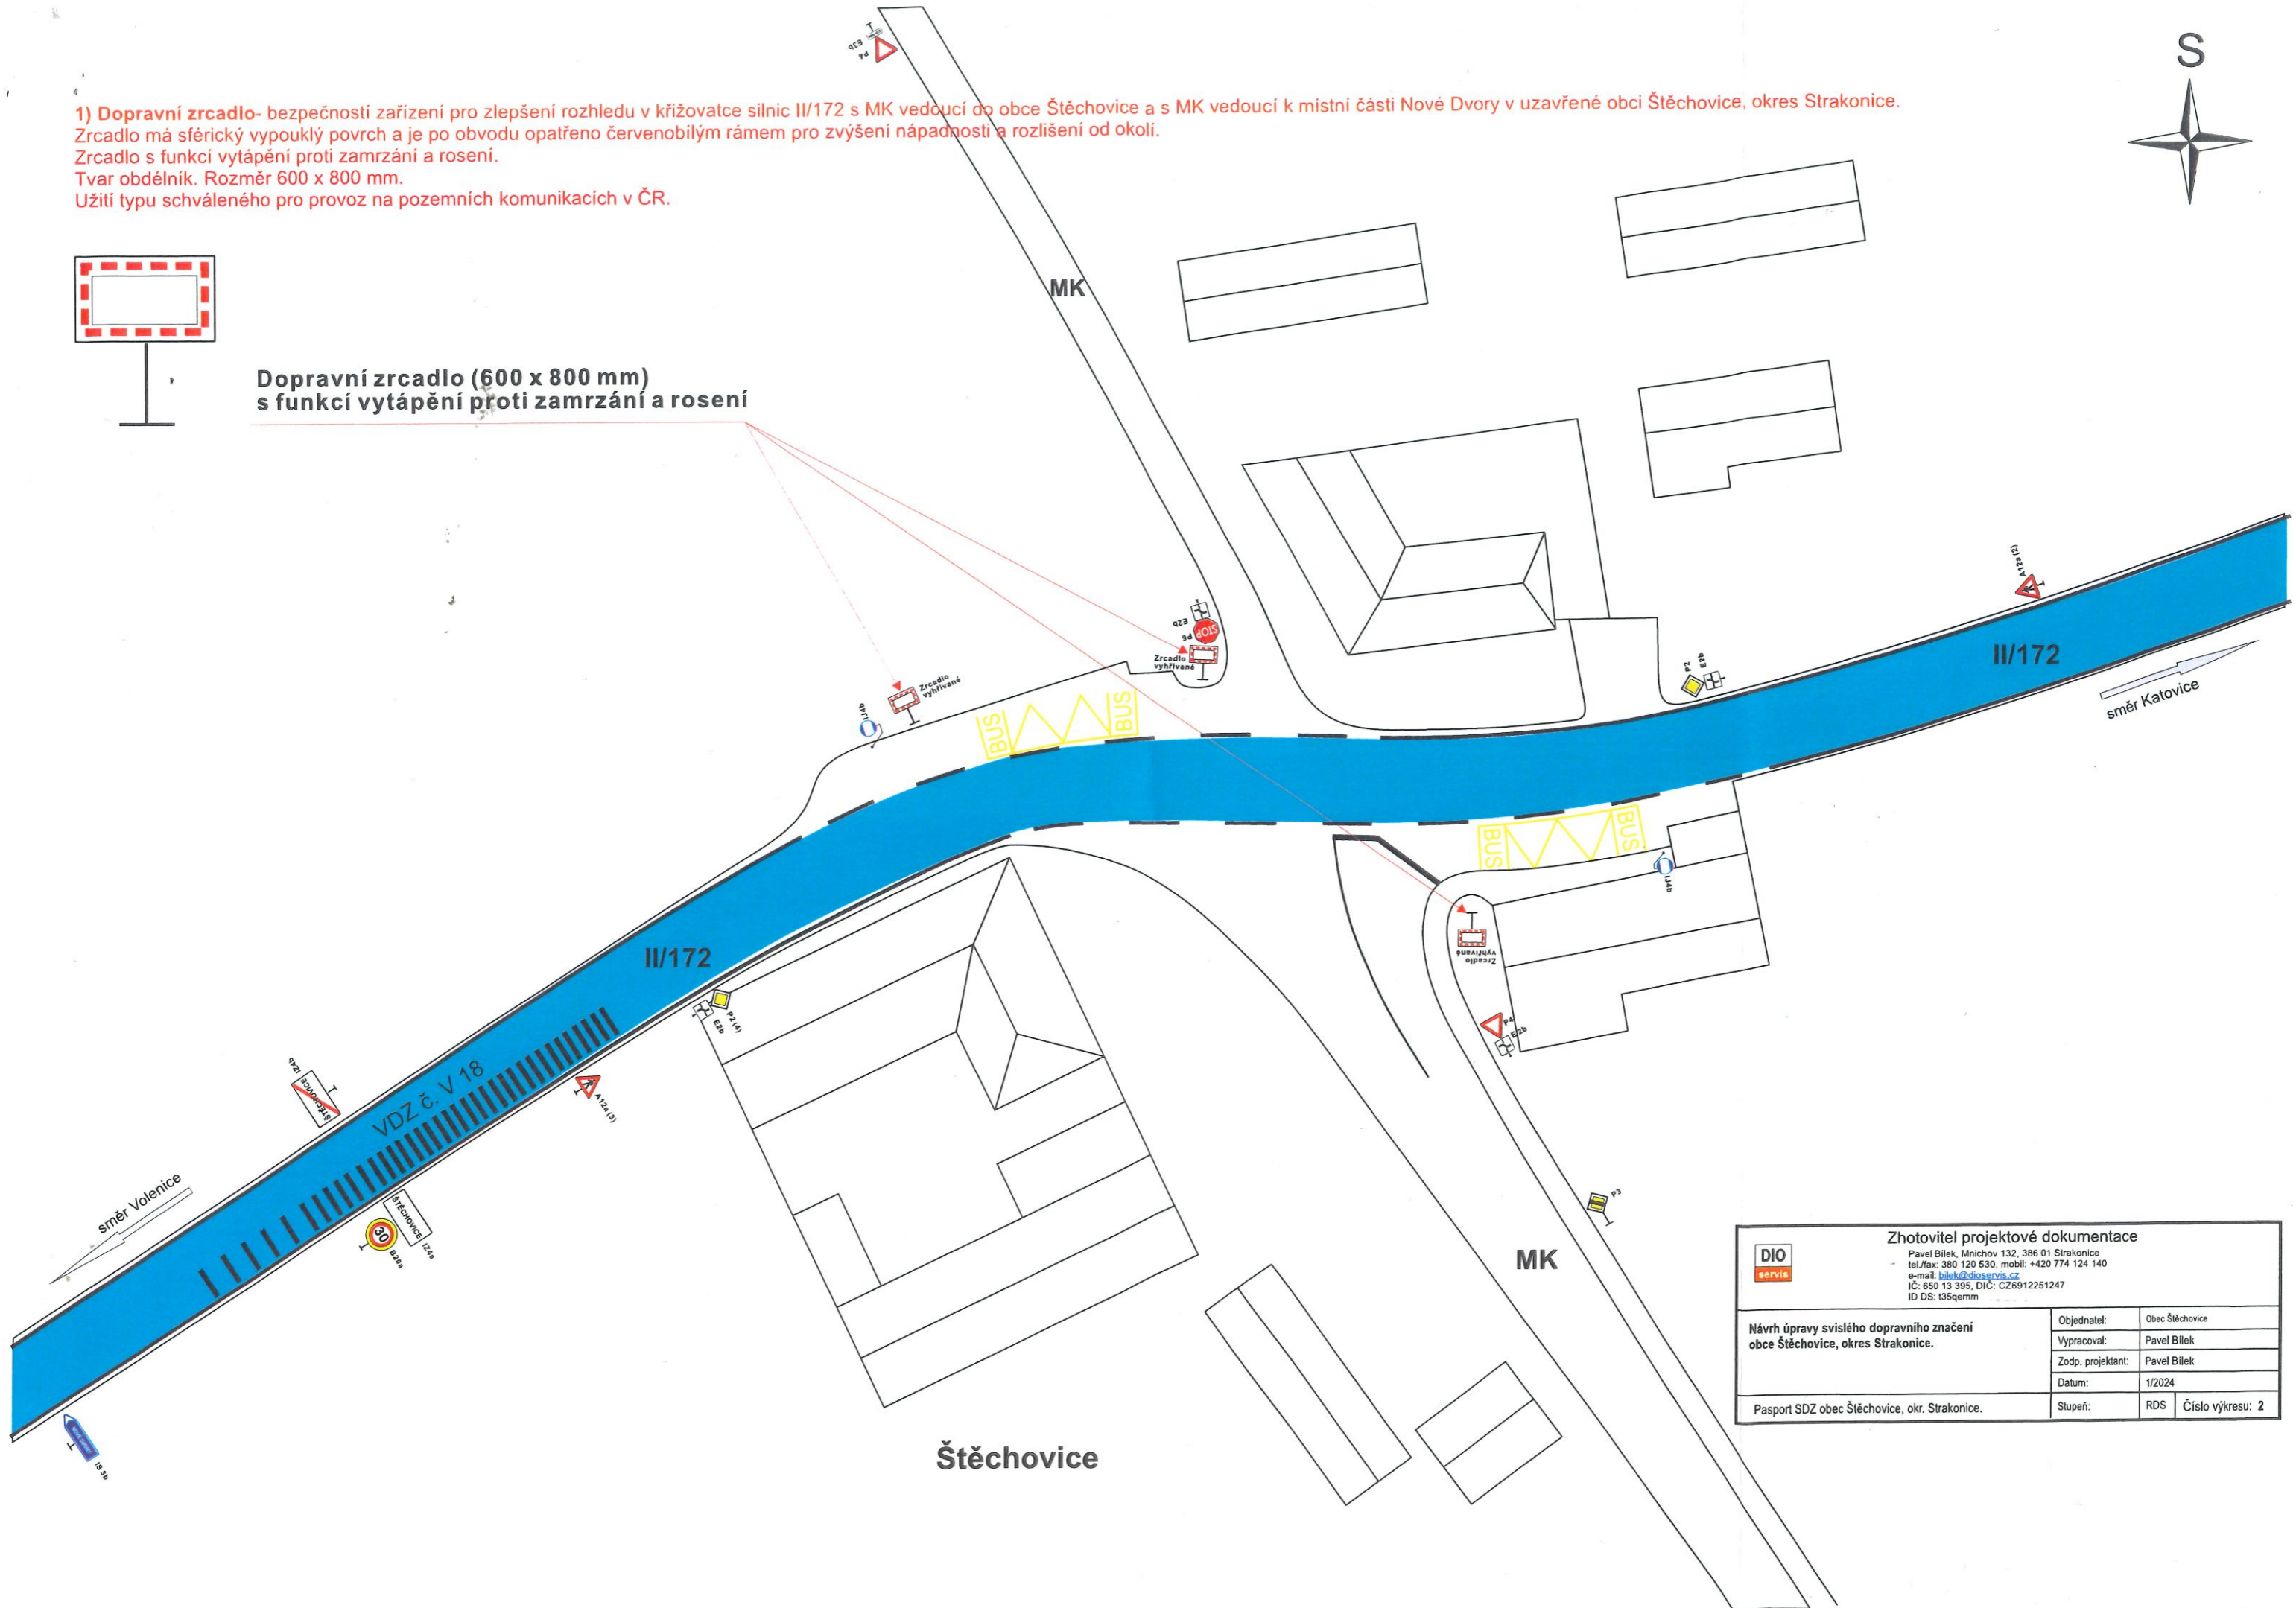 E3b
P4
S
1) Dopravní zrcadlo- bezpečností zařízení pro zlepšení rozhledu v křižovatce silnic II/172 s MK vedoucí do obce Štěchovice a s MK vedoucí k místní části Nové Dvory v uzavřené obci Štěchovice, okres Strakonice.
Zrcadlo má sférický vypouklý povrch a je po obvodu opatřeno červenobílým rámem pro zvýšení nápadnosti a rozlišení od okolí.
Zrcadlo s funkcí vytápění proti zamrzání a rosení.
Tvar obdélník. Rozměr 600 x 800 mm.
Užití typu schváleného pro provoz na pozemních komunikacích v ČR.
MK
Dopravní zrcadlo (600 x 800 mm)
s funkcí vytápění proti zamrzání a rosení
A12a (2)
E2b
P6
STOP
Zrcadlo
vyhřívané
Zrcadlo
vyhřívané
IJ4b
BUS
BUS
P2
E2b
II/172
směr Katovice
BUS
BUS
IJ4b
Zrcadlo
vyhřívané
P4
E2b
II/172
P2 (4)
E2b
A12a (3)
VDZ č. V 18
IZ4b
ŠTĚCHOVICE
směr Volenice
ŠTĚCHOVICE
IZ4a
30
B20a
IS 3b
P3
MK
Štěchovice
DIO
servis
Zhotovitel projektové dokumentace
Pavel Bílek, Mnichov 132, 386 01 Strakonice
tel./fax: 380 120 530, mobil: +420 774 124 140
e-mail: bilek@dioservis.cz
IČ: 650 13 395, DIČ: CZ6912251247
ID DS: t35qernm
Návrh úpravy svislého dopravního značení
obce Štěchovice, okres Strakonice.
Objednatel: Obec Štěchovice
Vypracoval: Pavel Bílek
Zodp. projektant: Pavel Bílek
Datum: 1/2024
Pasport SDZ obec Štěchovice, okr. Strakonice.
Stupeň: RDS Číslo výkresu: 2